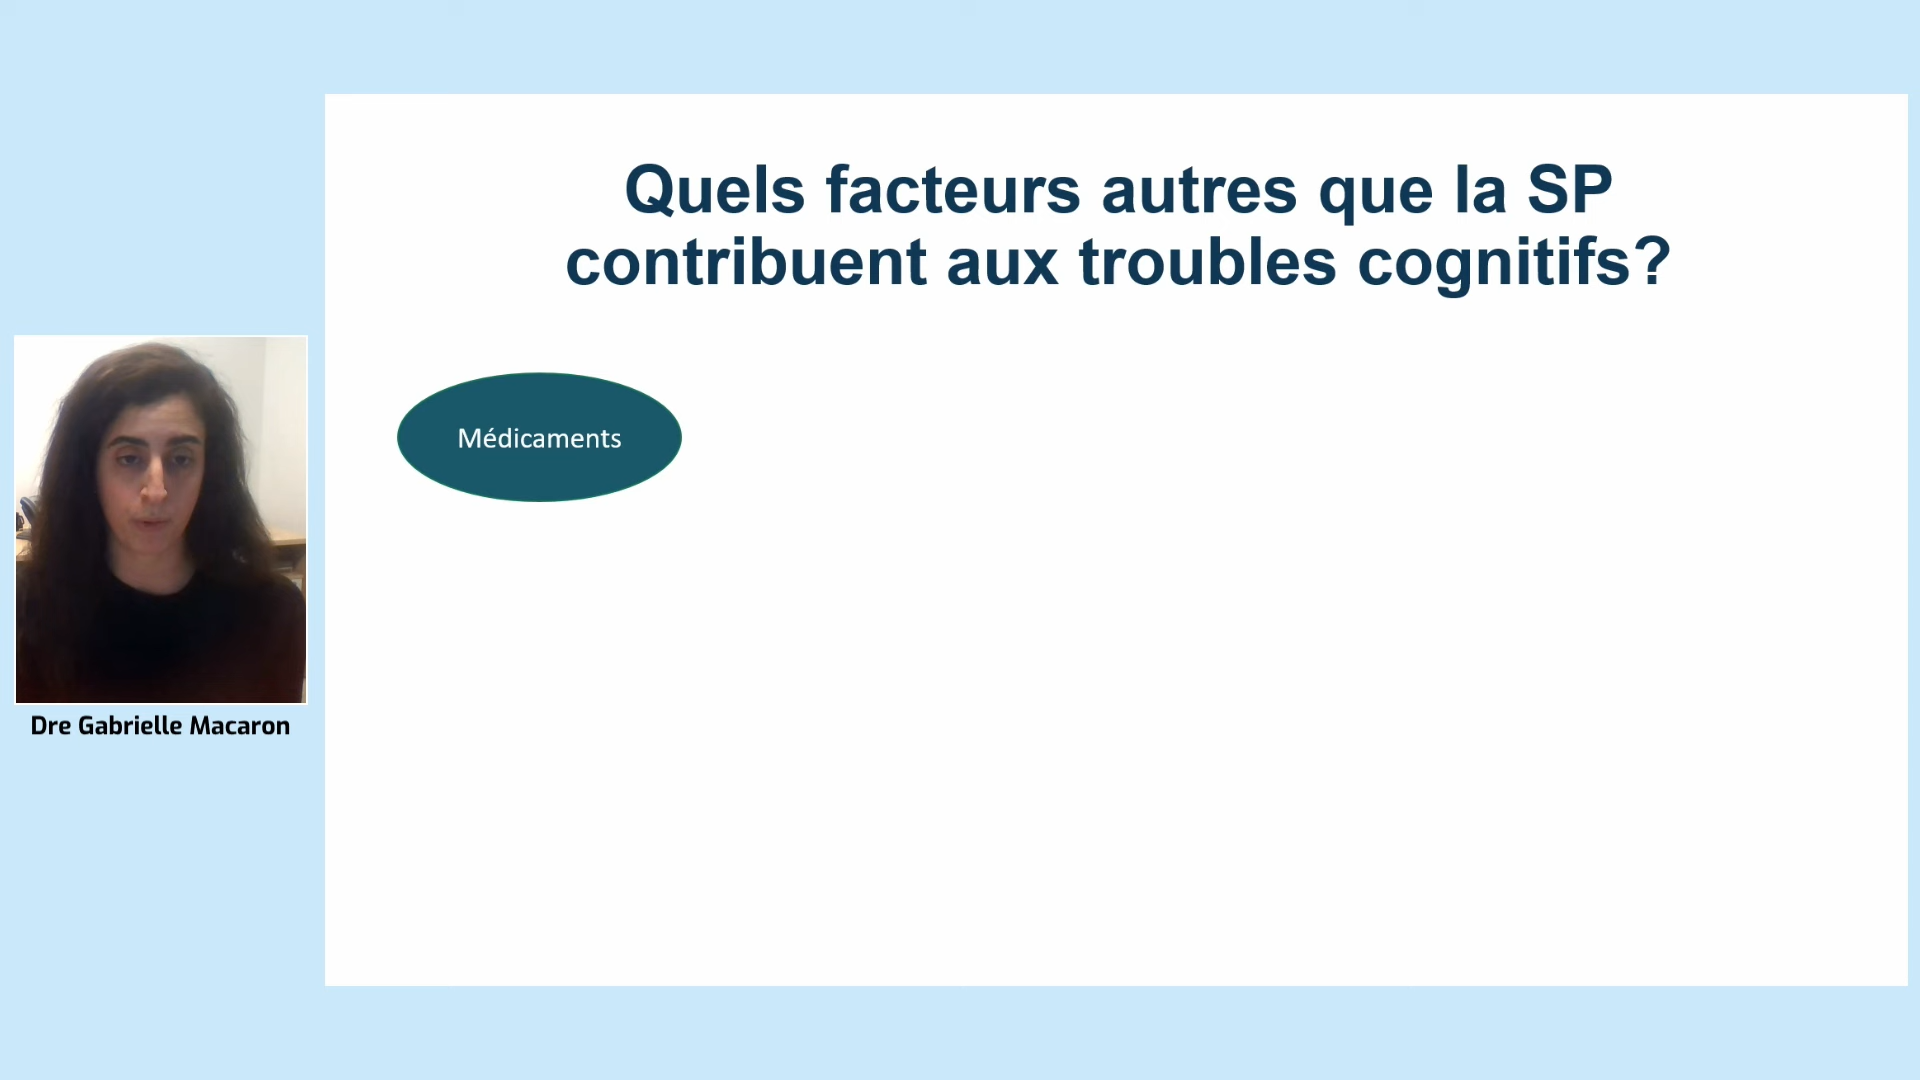 Quels facteurs autres que la SP
contribuent aux troubles cognitifs?
Médicaments
Dre Gabrielle Macaron